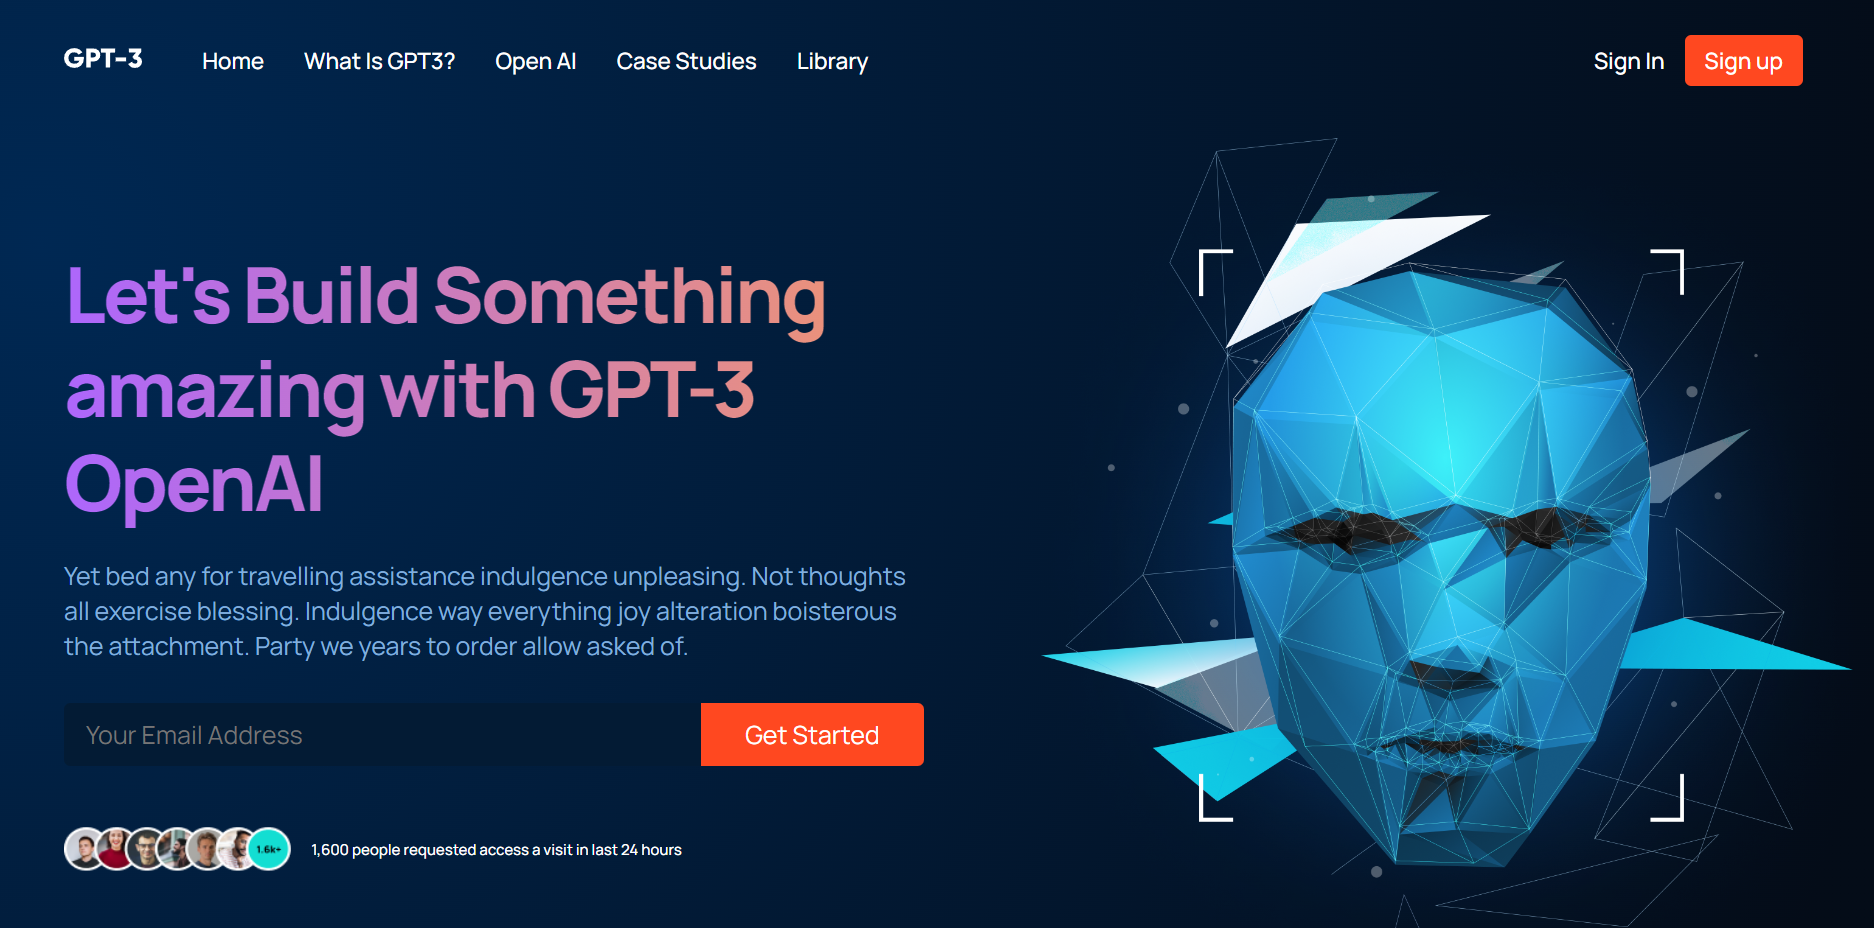 GPT-3 Home What Is GPT3? Open AI Case Studies Library Sign In Sign up
Let's Build Something
amazing with GPT-3
OpenAI
Yet bed any for travelling assistance indulgence unpleasing. Not thoughts
all exercise blessing. Indulgence way everything joy alteration boisterous
the attachment. Party we years to order allow asked of.
Your Email Address Get Started
1.6k+ 1,600 people requested access a visit in last 24 hours